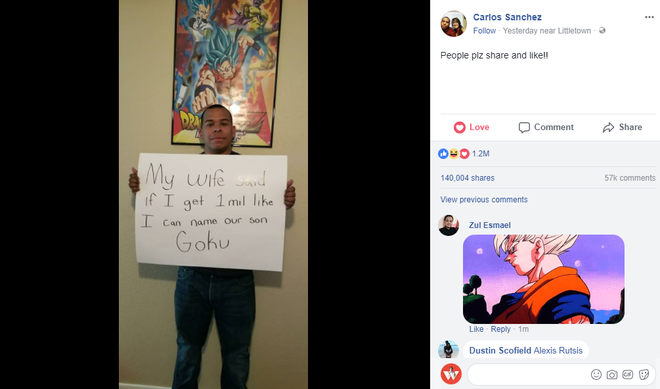 Carlos Sanchez
Follow · Yesterday near Littletown ·
People plz share and like!!
My wife said
if I get 1 mil like
I can name our son
Goku
Love Comment Share
1.2M
140,004 shares 57k comments
View previous comments
Zul Esmael
Like · Reply · 1m
Dustin Scofield Alexis Rutsis
GIF